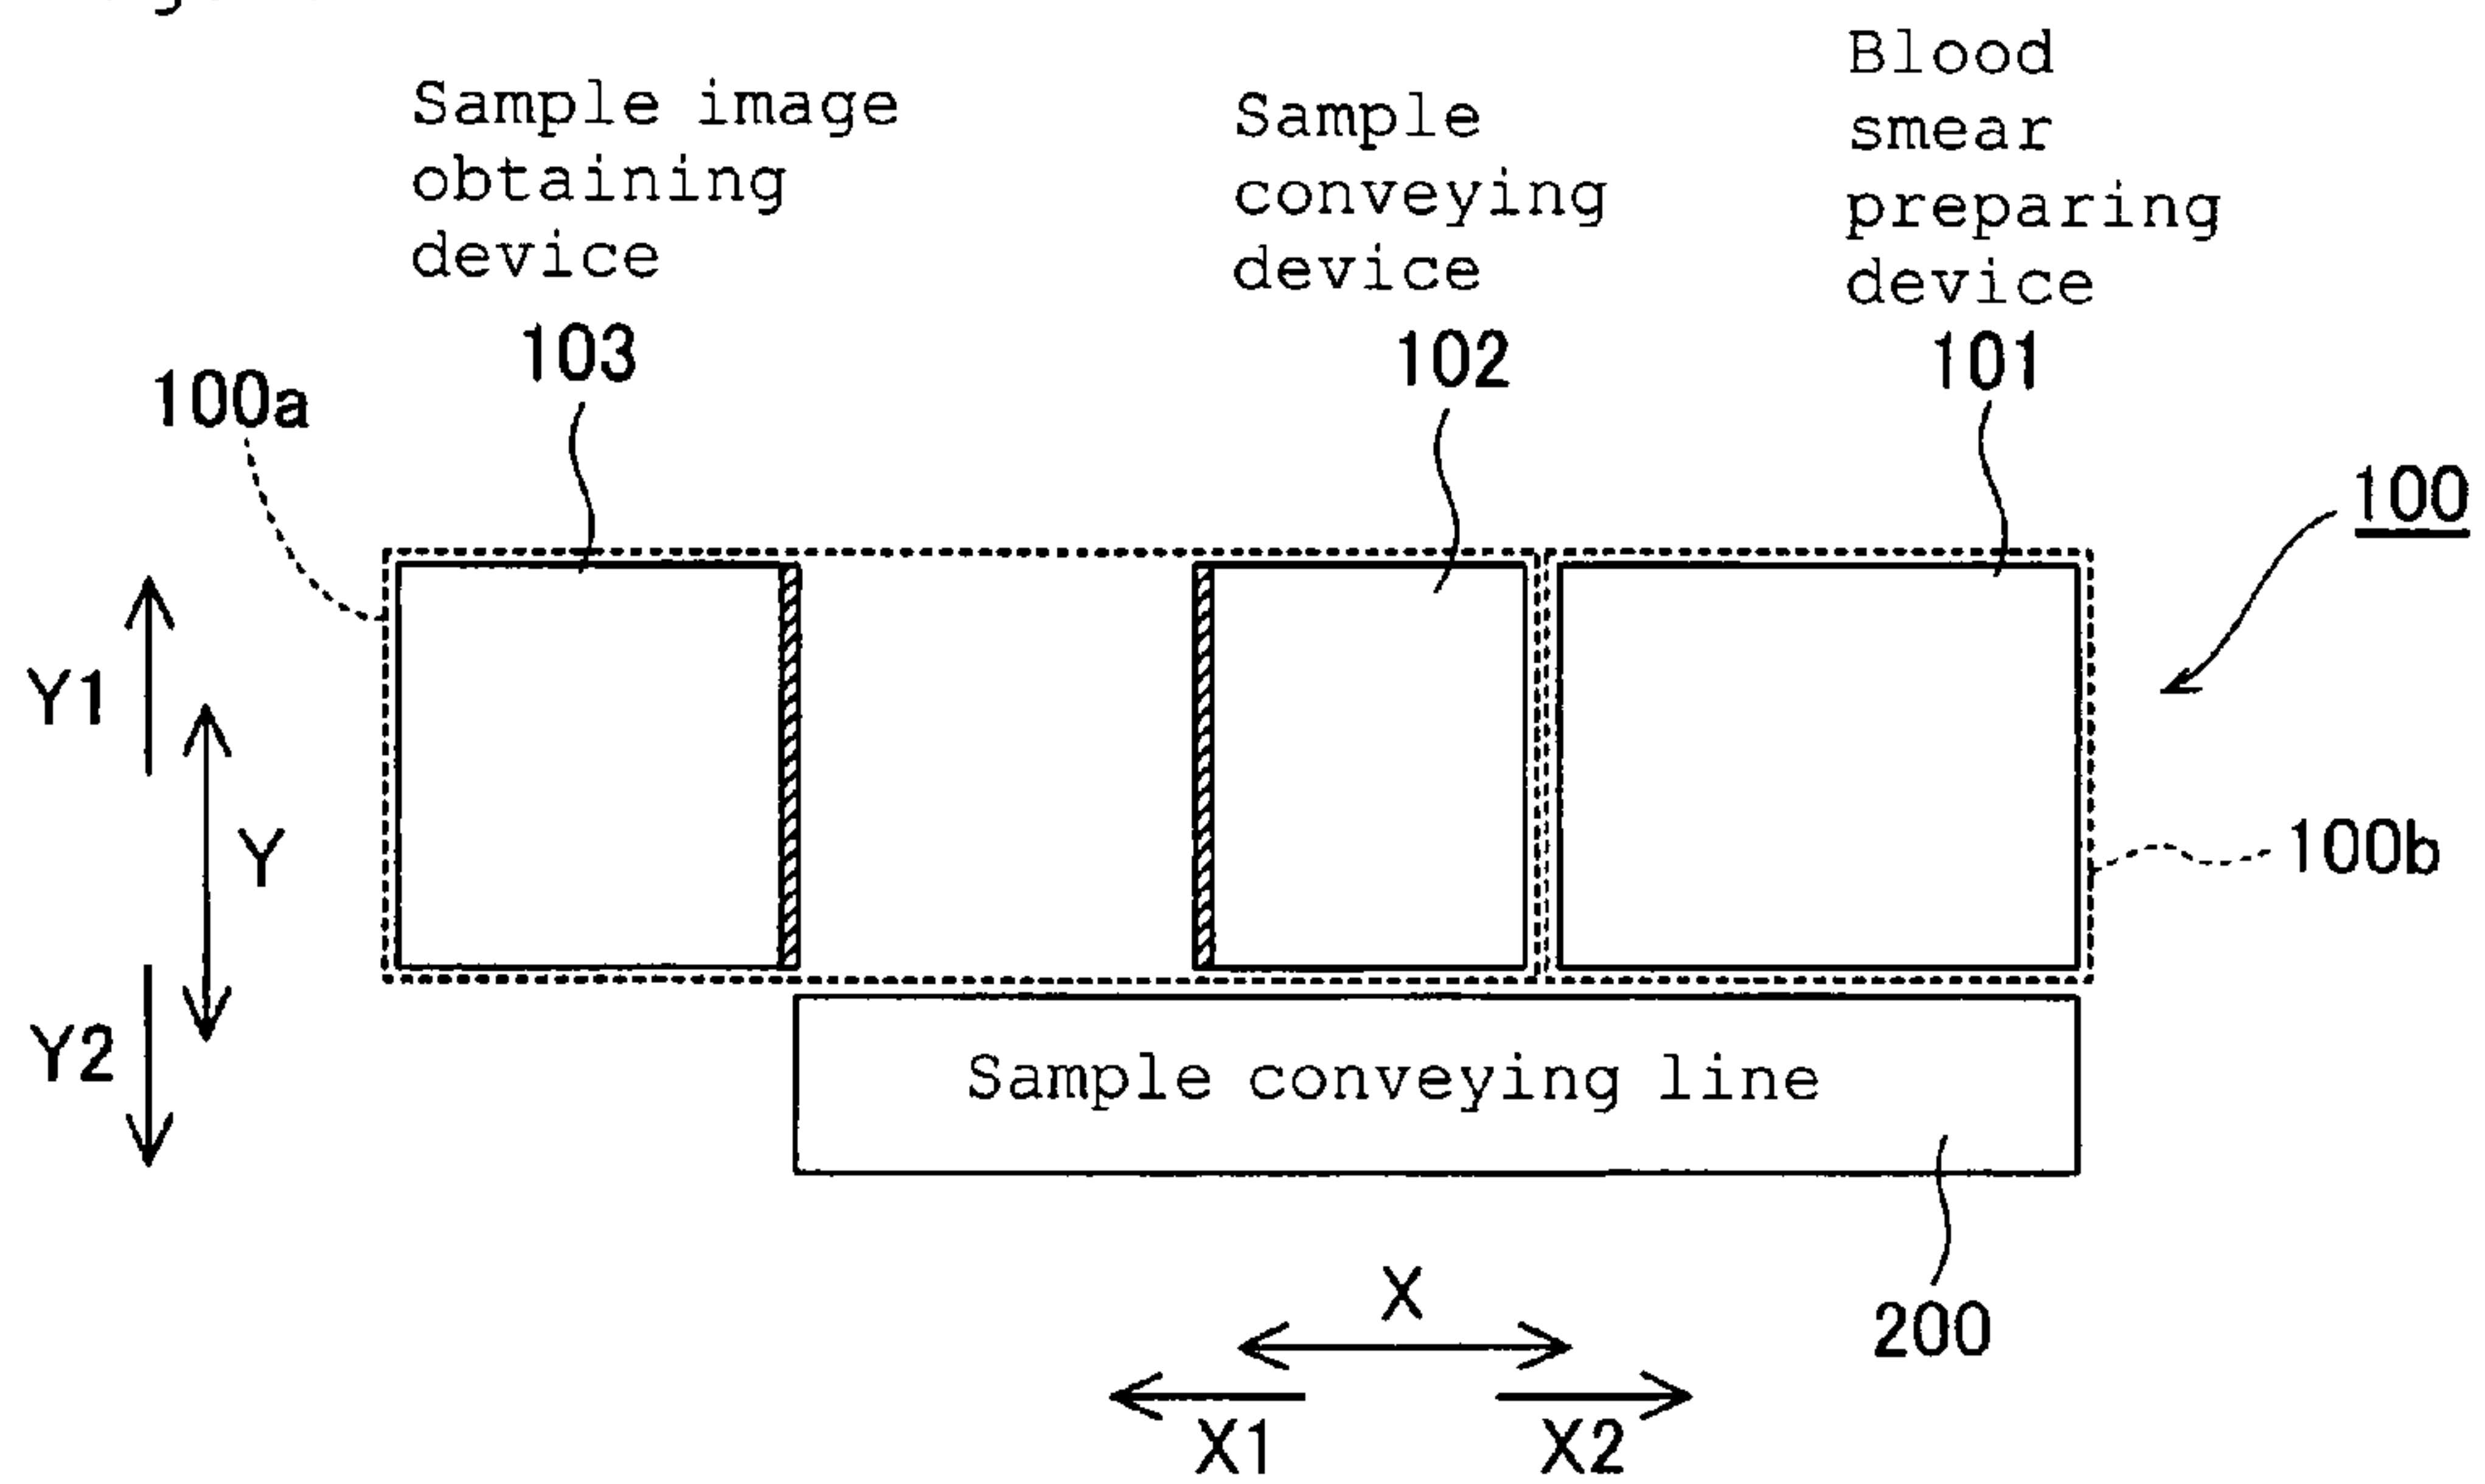 Sample image
obtaining
device
103
Sample
conveying
device
102
Blood
smear
preparing
device
101
100a
100
Y1
Y
Y2
100b
Sample conveying line
200
X
X1
X2